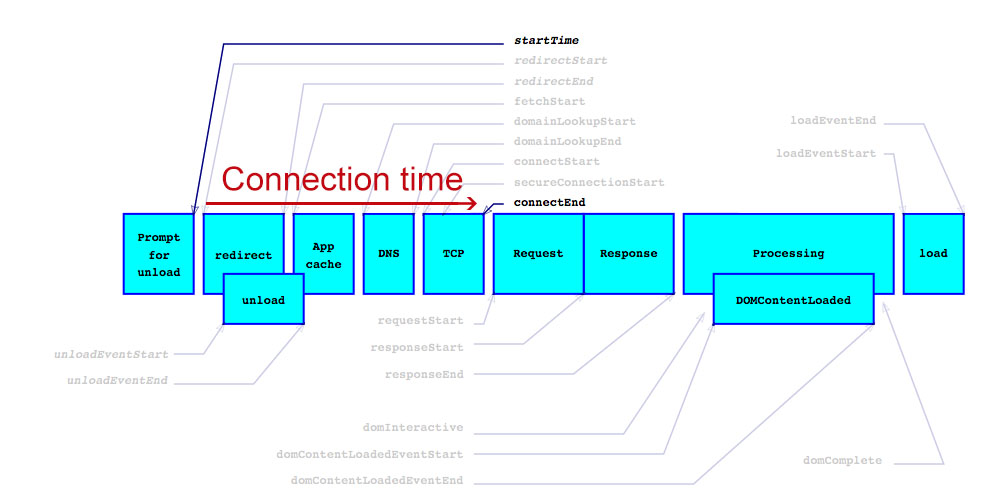 startTime
redirectStart
redirectEnd
fetchStart
domainLookupStart
domainLookupEnd
connectStart
secureConnectionStart
connectEnd
loadEventEnd
loadEventStart
Connection time
Prompt
for
unload
redirect
unload
App
cache
DNS
TCP
Request
Response
Processing
DOMContentLoaded
load
requestStart
responseStart
responseEnd
unloadEventStart
unloadEventEnd
domInteractive
domContentLoadedEventStart
domContentLoadedEventEnd
domComplete